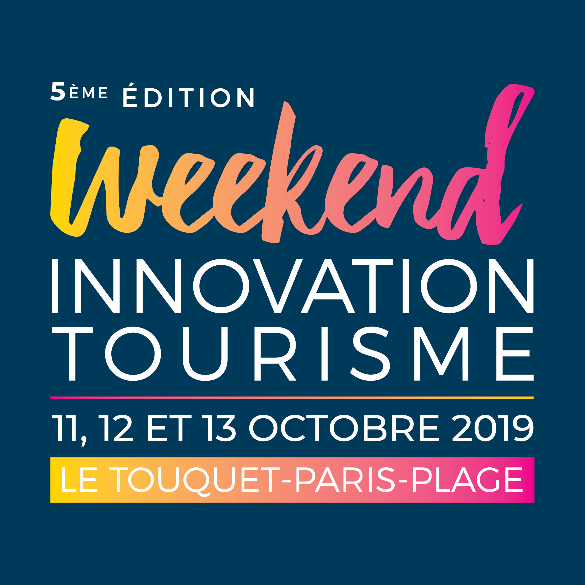 5ÈME ÉDITION
Weekend
INNOVATION
TOURISME
11, 12 ET 13 OCTOBRE 2019
LE TOUQUET-PARIS-PLAGE